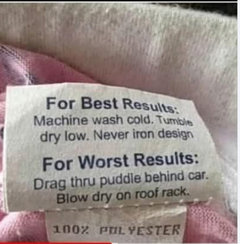 For Best Results:
Machine wash cold. Tumble
dry low. Never iron design
For Worst Results:
Drag thru puddle behind car.
Blow dry on roof rack.
100% POLYESTER